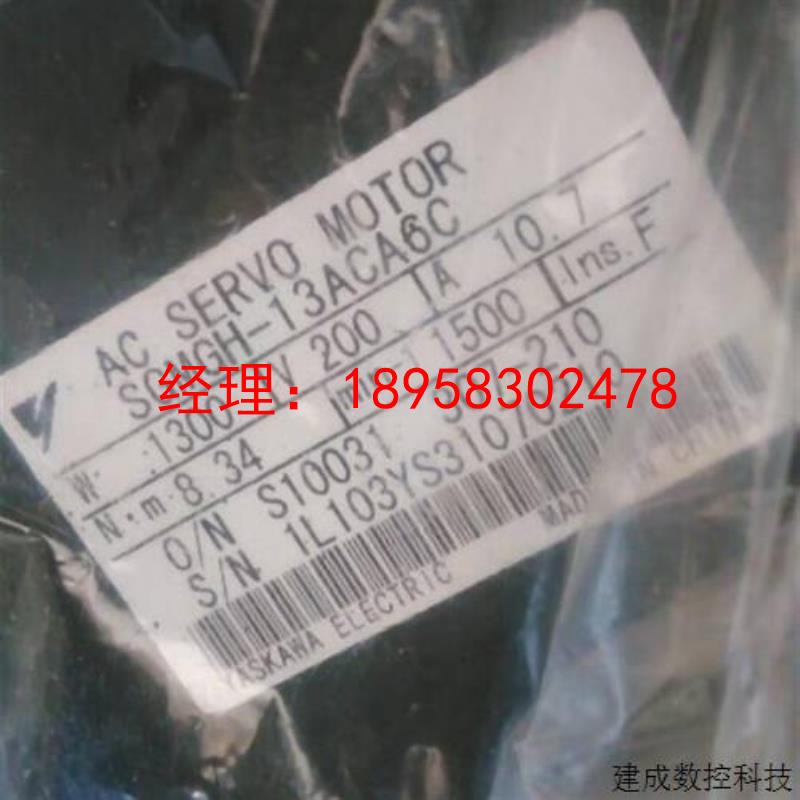 AC SERVO MOTOR
13ACA6C
W 1300 V 200 A 10.7
N·m 8.34 1500 Ins.F
经理：18958302478
O/N S10031 -210
S/N 1L103YS3107
MADE IN CHINA
YASKAWA ELECTRIC
建成数控科技